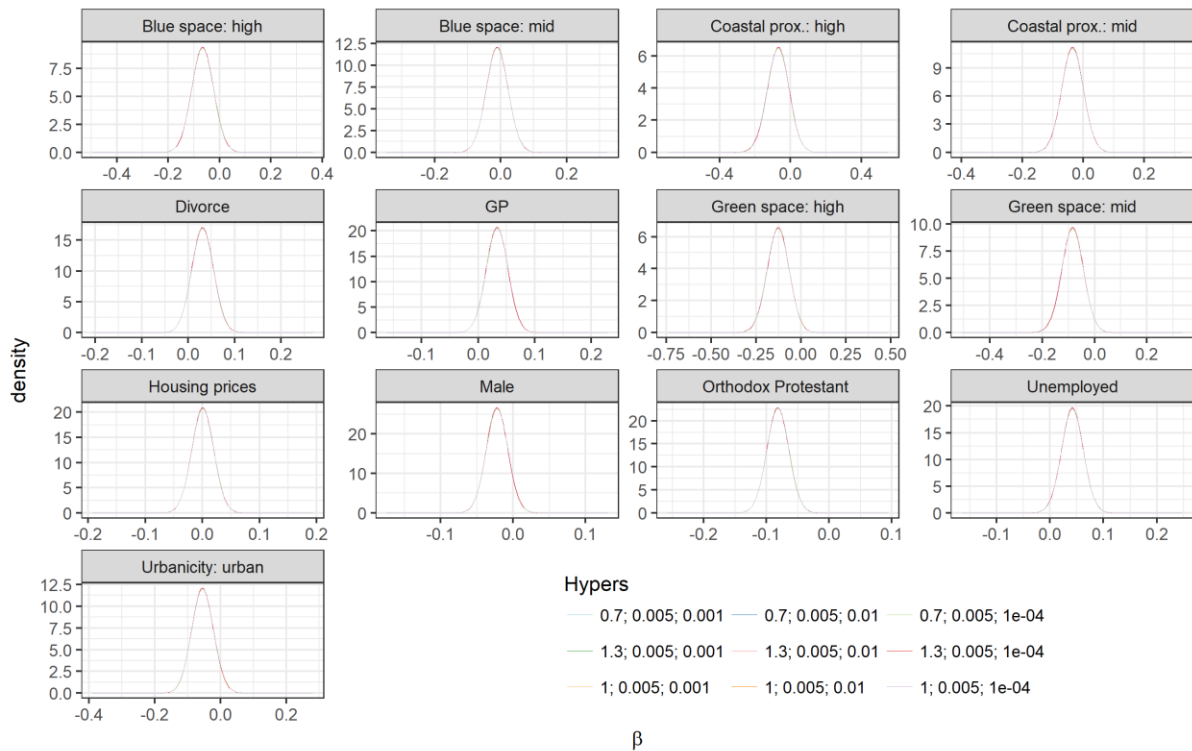 Blue space: high
Blue space: mid
Coastal prox.: high
Coastal prox.: mid
7.5
5.0
2.5
0.0
12.5
10.0
7.5
5.0
2.5
0.0
6
4
2
0
9
6
3
0
-0.4 -0.2 0.0 0.2 0.4
-0.2 0.0 0.2
-0.4 0.0 0.4
-0.4 -0.2 0.0 0.2
Divorce
GP
Green space: high
Green space: mid
15
10
5
0
20
15
10
5
0
6
4
2
0
10.0
7.5
5.0
2.5
0.0
-0.2 -0.1 0.0 0.1 0.2
-0.1 0.0 0.1 0.2
-0.75 -0.50 -0.25 0.00 0.25 0.50
-0.4 -0.2 0.0 0.2
density
Housing prices
Male
Orthodox Protestant
Unemployed
20
15
10
5
0
20
10
0
20
15
10
5
0
20
15
10
5
0
-0.2 -0.1 0.0 0.1 0.2
-0.1 0.0 0.1
-0.2 -0.1 0.0 0.1
-0.1 0.0 0.1 0.2
Urbanicity: urban
12.5
10.0
7.5
5.0
2.5
0.0
-0.4 -0.2 0.0 0.2
Hypers
0.7; 0.005; 0.001 0.7; 0.005; 0.01 0.7; 0.005; 1e-04
1.3; 0.005; 0.001 1.3; 0.005; 0.01 1.3; 0.005; 1e-04
1; 0.005; 0.001 1; 0.005; 0.01 1; 0.005; 1e-04
β